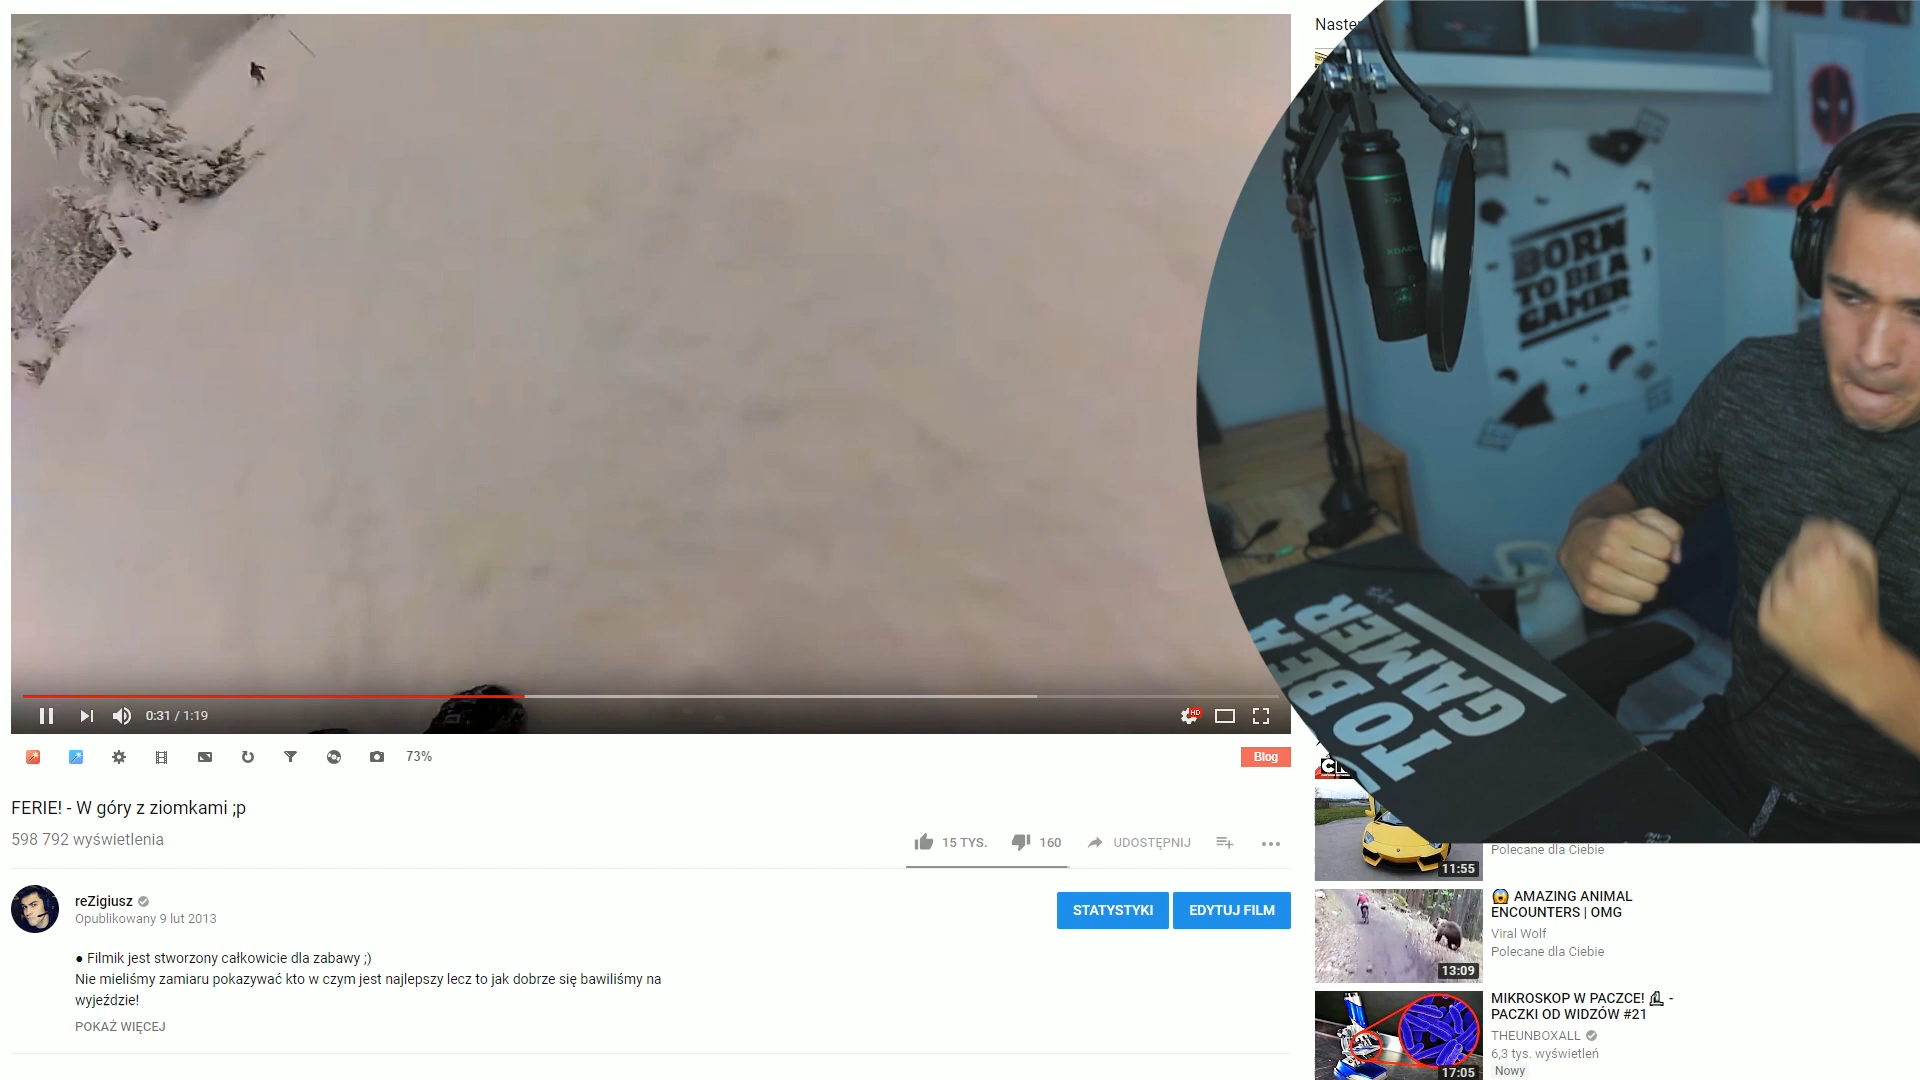 Naste
BORN
TO BE A
GAMER
TO BE A
GAMER
0:31 / 1:19
HD
73%
Blog
FERIE! - W góry z ziomkami ;p
598 792 wyświetlenia
15 TYS.
160
UDOSTĘPNIJ
reZigiusz
Opublikowany 9 lut 2013
STATYSTYKI
EDYTUJ FILM
● Filmik jest stworzony całkowicie dla zabawy ;)
Nie mieliśmy zamiaru pokazywać kto w czym jest najlepszy lecz to jak dobrze się bawiliśmy na
wyjeździe!
POKAŻ WIĘCEJ
11:55
Polecane dla Ciebie
13:09
AMAZING ANIMAL
ENCOUNTERS | OMG
Viral Wolf
Polecane dla Ciebie
17:05
MIKROSKOP W PACZCE! 🔬 -
PACZKI OD WIDZÓW #21
THEUNBOXALL
6,3 tys. wyświetleń
Nowy